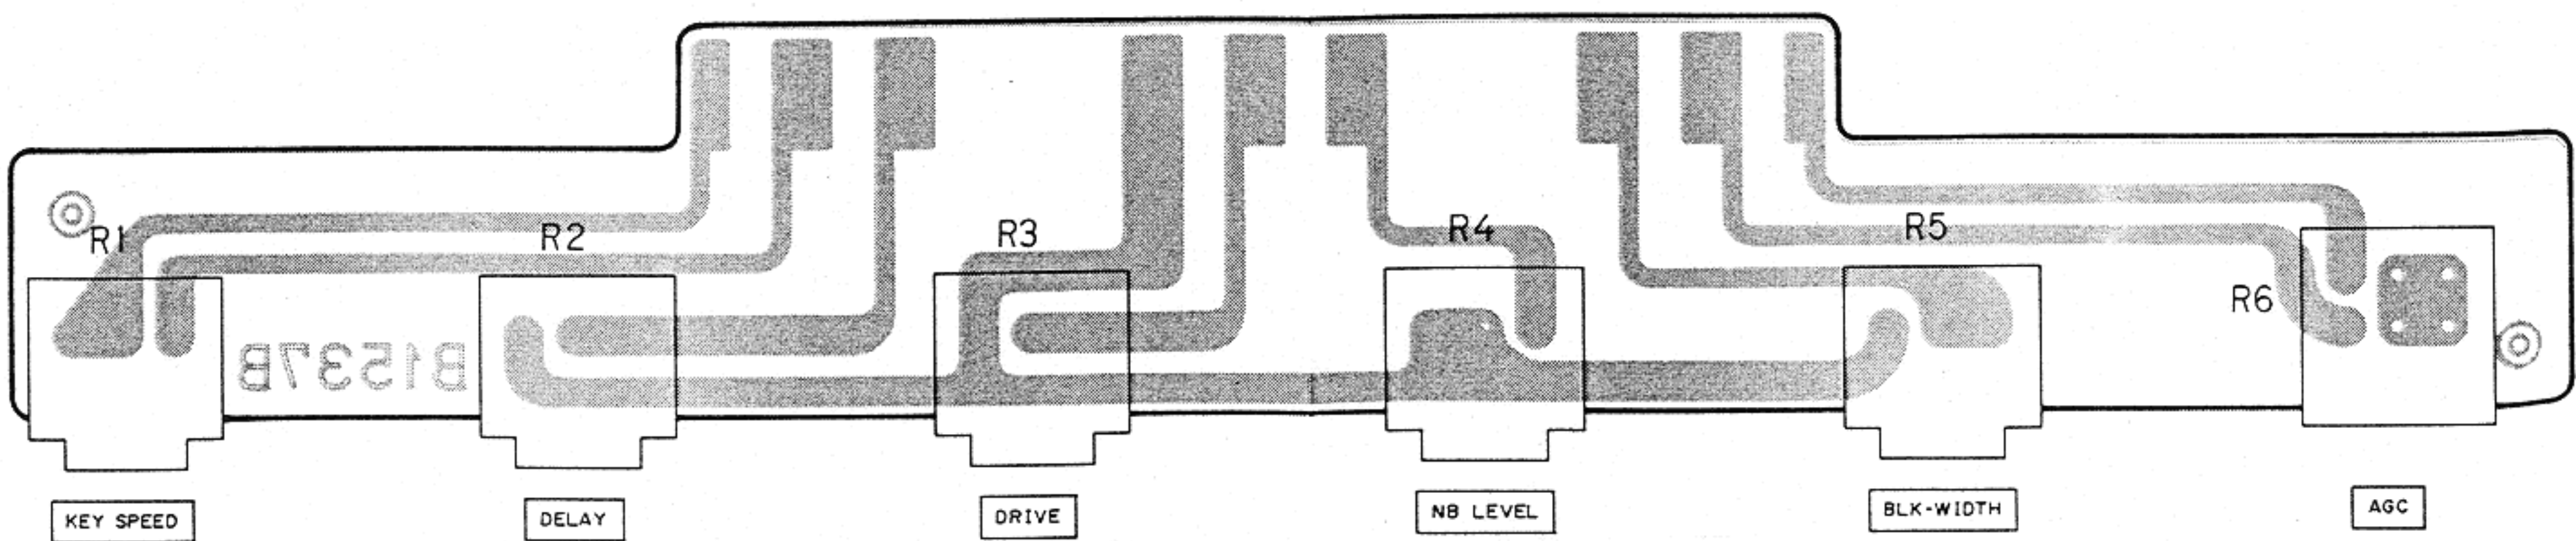 R1
R2
R3
R4
R5
R6
B1537B
KEY SPEED
DELAY
DRIVE
NB LEVEL
BLK-WIDTH
AGC